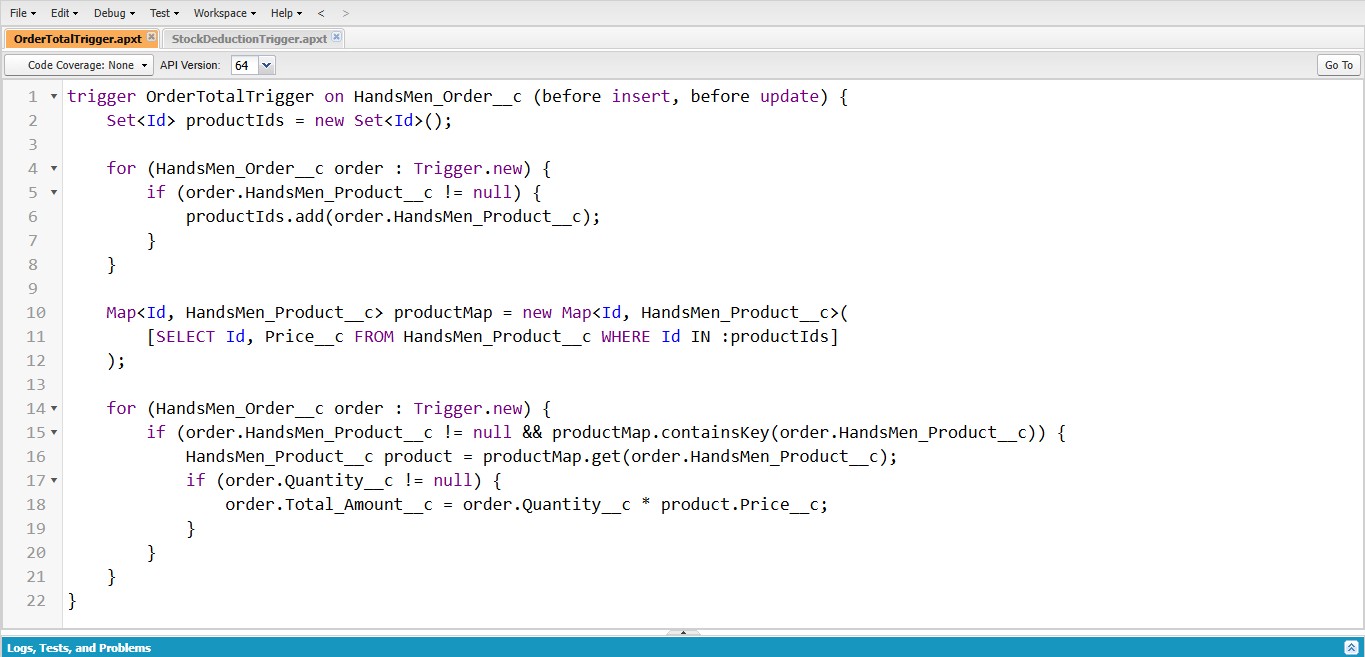 File Edit Debug Test Workspace Help < >
OrderTotalTrigger.apxt StockDeductionTrigger.apxt
Code Coverage: None API Version: 64 Go To
1 trigger OrderTotalTrigger on HandsMen_Order__c (before insert, before update) {
2 Set<Id> productIds = new Set<Id>();
3
4 for (HandsMen_Order__c order : Trigger.new) {
5 if (order.HandsMen_Product__c != null) {
6 productIds.add(order.HandsMen_Product__c);
7 }
8 }
9
10 Map<Id, HandsMen_Product__c> productMap = new Map<Id, HandsMen_Product__c>(
11 [SELECT Id, Price__c FROM HandsMen_Product__c WHERE Id IN :productIds]
12 );
13
14 for (HandsMen_Order__c order : Trigger.new) {
15 if (order.HandsMen_Product__c != null && productMap.containsKey(order.HandsMen_Product__c)) {
16 HandsMen_Product__c product = productMap.get(order.HandsMen_Product__c);
17 if (order.Quantity__c != null) {
18 order.Total_Amount__c = order.Quantity__c * product.Price__c;
19 }
20 }
21 }
22 }
Logs, Tests, and Problems